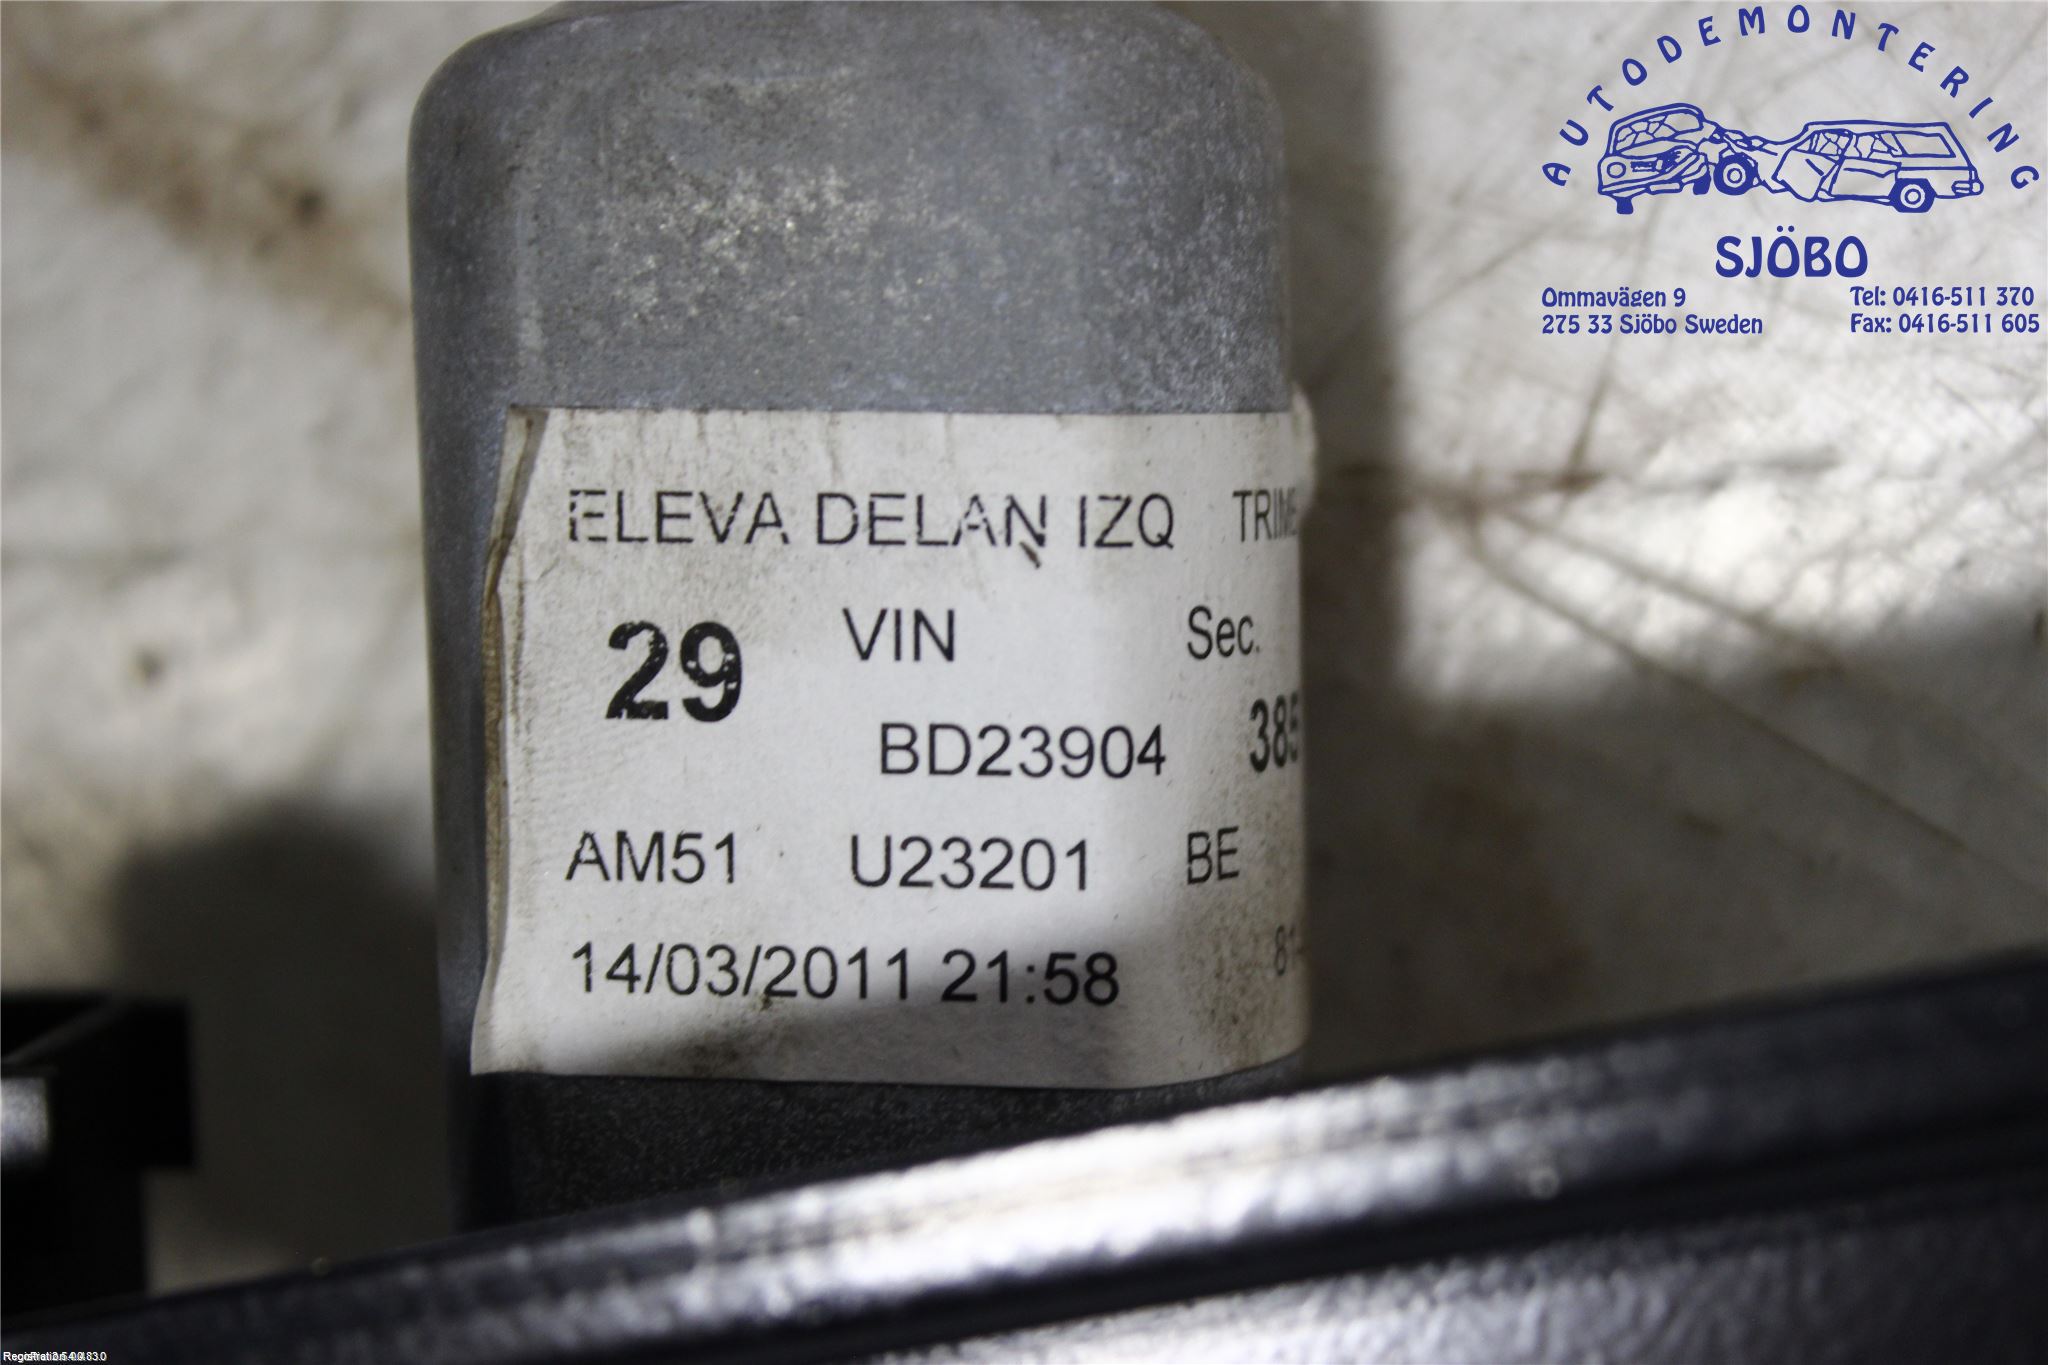 AUTODEMONTERING
SJÖBO
Ommavägen 9
275 33 Sjöbo Sweden
Tel: 0416-511 370
Fax: 0416-511 605
ELEVA DELAN IZQ
29 VIN Sec.
BD23904
AM51 U23201 BE
14/03/2011 21:58